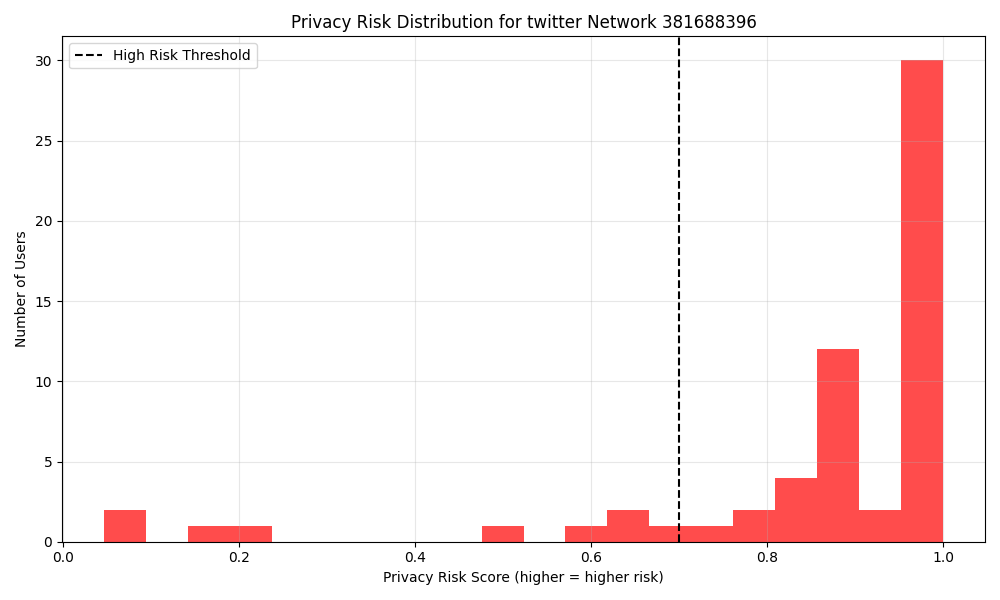 Privacy Risk Distribution for twitter Network 381688396
High Risk Threshold
Number of Users
30
25
20
15
10
5
0
0.0 0.2 0.4 0.6 0.8 1.0
Privacy Risk Score (higher = higher risk)